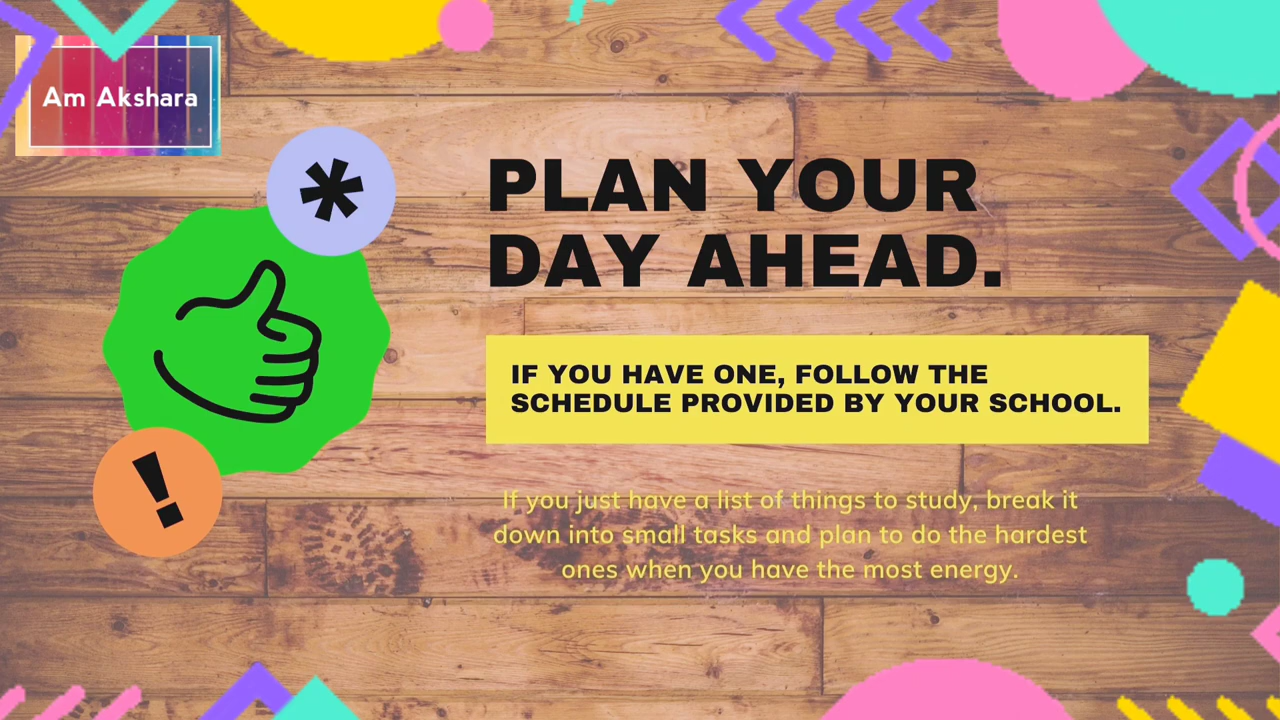 Am Akshara
PLAN YOUR
DAY AHEAD.
IF YOU HAVE ONE, FOLLOW THE
SCHEDULE PROVIDED BY YOUR SCHOOL.
If you just have a list of things to study, break it
down into small tasks and plan to do the hardest
ones when you have the most energy.